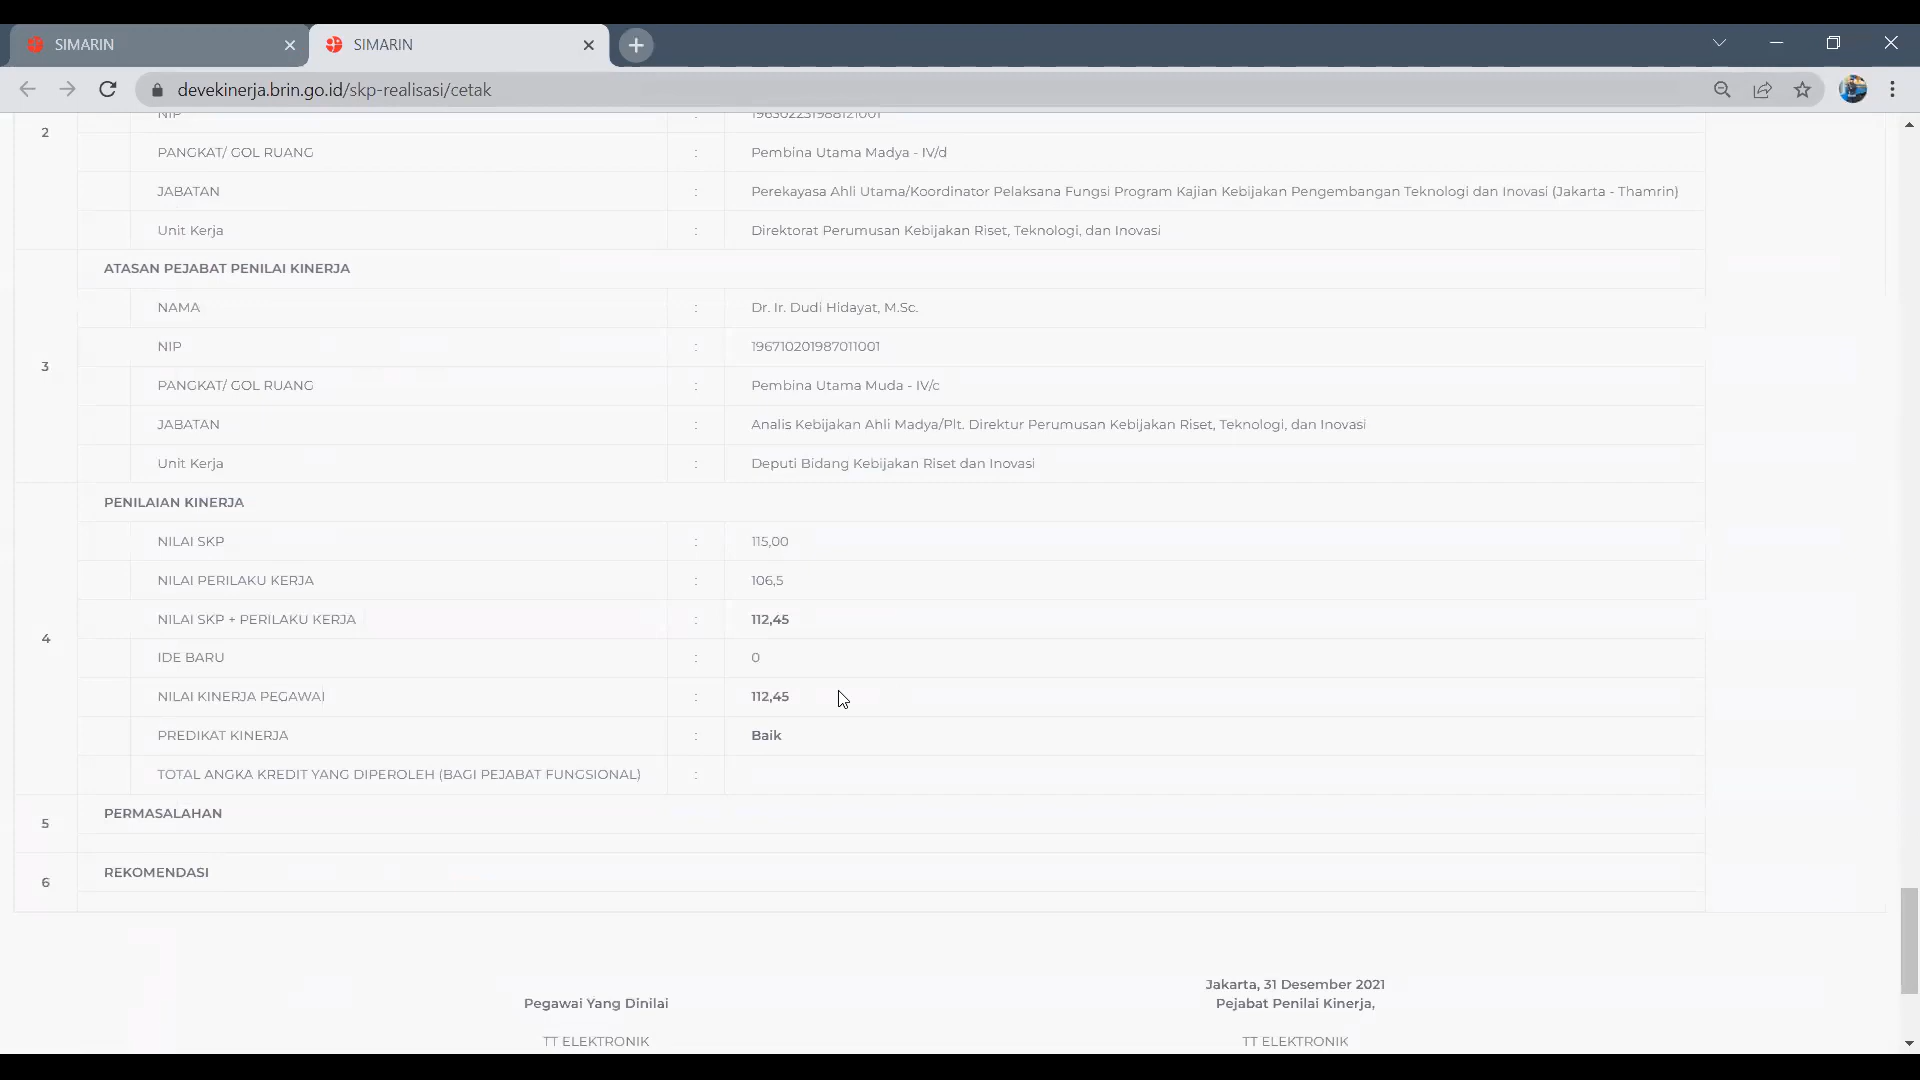 SIMARIN
SIMARIN
devekinerja.brin.go.id/skp-realisasi/cetak
2
NIP : 196302231988121001
PANGKAT/ GOL RUANG : Pembina Utama Madya - IV/d
JABATAN : Perekayasa Ahli Utama/Koordinator Pelaksana Fungsi Program Kajian Kebijakan Pengembangan Teknologi dan Inovasi (Jakarta - Thamrin)
Unit Kerja : Direktorat Perumusan Kebijakan Riset, Teknologi, dan Inovasi
3
ATASAN PEJABAT PENILAI KINERJA
NAMA : Dr. Ir. Dudi Hidayat, M.Sc.
NIP : 196710201987011001
PANGKAT/ GOL RUANG : Pembina Utama Muda - IV/c
JABATAN : Analis Kebijakan Ahli Madya/Plt. Direktur Perumusan Kebijakan Riset, Teknologi, dan Inovasi
Unit Kerja : Deputi Bidang Kebijakan Riset dan Inovasi
4
PENILAIAN KINERJA
NILAI SKP : 115,00
NILAI PERILAKU KERJA : 106,5
NILAI SKP + PERILAKU KERJA : 112,45
IDE BARU : 0
NILAI KINERJA PEGAWAI : 112,45
PREDIKAT KINERJA : Baik
TOTAL ANGKA KREDIT YANG DIPEROLEH (BAGI PEJABAT FUNGSIONAL) :
5
PERMASALAHAN
6
REKOMENDASI
Jakarta, 31 Desember 2021
Pegawai Yang Dinilai
Pejabat Penilai Kinerja,
TT ELEKTRONIK
TT ELEKTRONIK